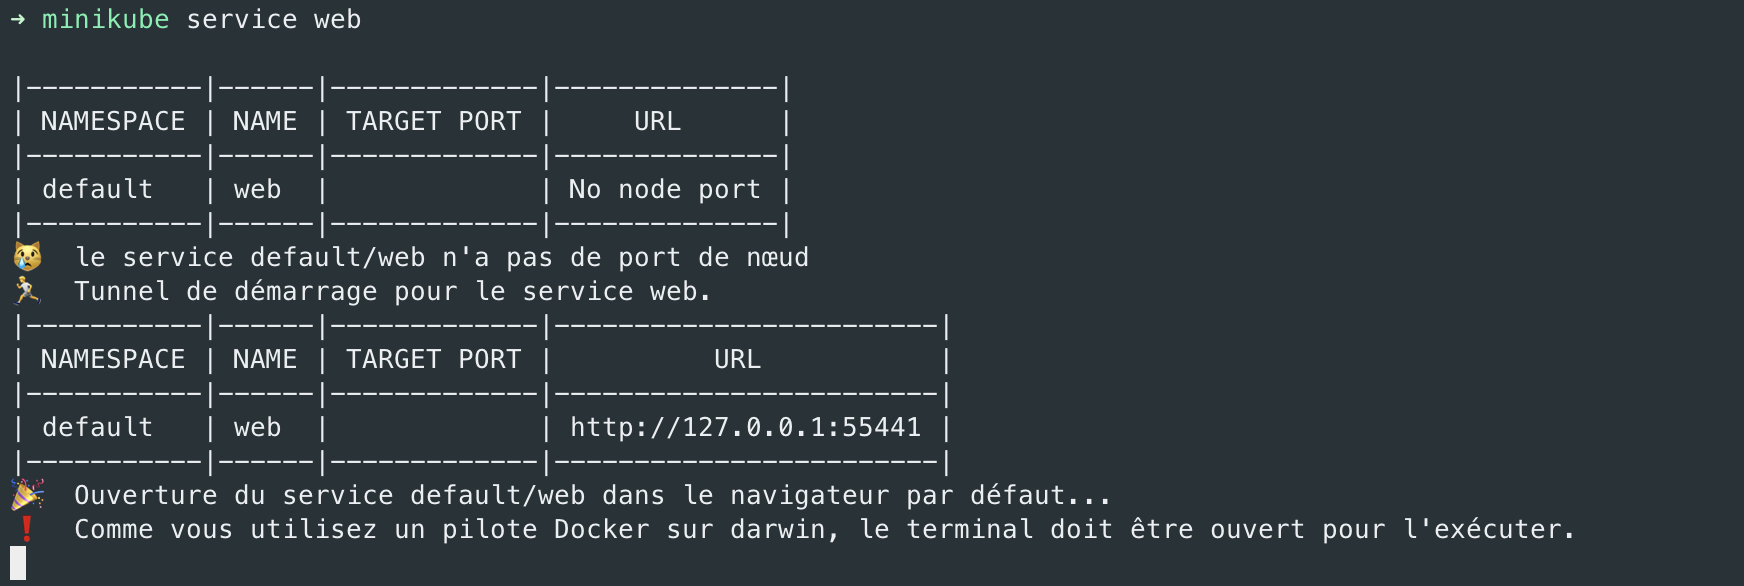 ➜ minikube service web
|-----------|------|-------------|--------------|
| NAMESPACE | NAME | TARGET PORT |     URL      |
|-----------|------|-------------|--------------|
| default   | web  |             | No node port |
|-----------|------|-------------|--------------|
😿  le service default/web n'a pas de port de nœud
🏃  Tunnel de démarrage pour le service web.
|-----------|------|-------------|------------------------|
| NAMESPACE | NAME | TARGET PORT |          URL           |
|-----------|------|-------------|------------------------|
| default   | web  |             | http://127.0.0.1:55441 |
|-----------|------|-------------|------------------------|
🎉  Ouverture du service default/web dans le navigateur par défaut...
❗  Comme vous utilisez un pilote Docker sur darwin, le terminal doit être ouvert pour l'exécuter.